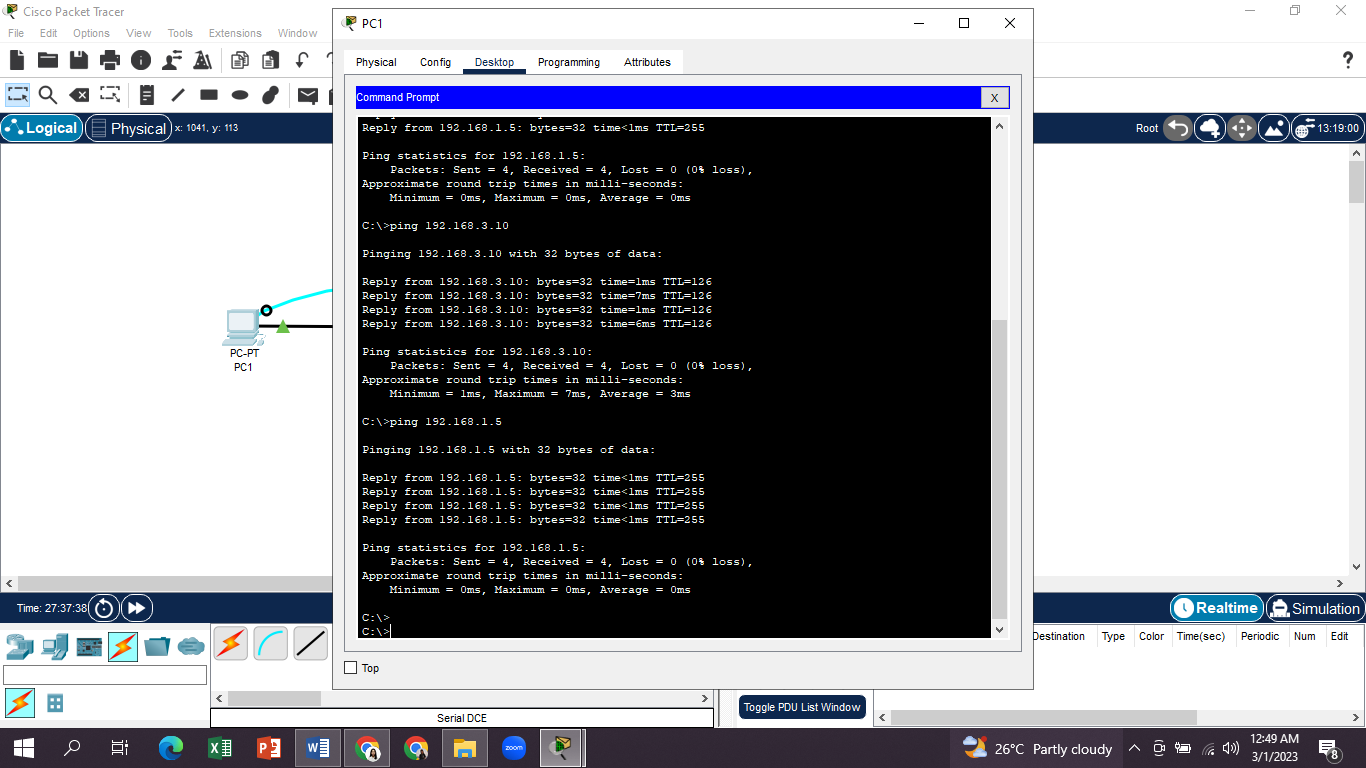 Cisco Packet Tracer
File Edit Options View Tools Extensions Window
PC1
Physical Config Desktop Programming Attributes
Command Prompt
X
Logical
Physical
x: 1041, y: 113
Root
13:19:00
Reply from 192.168.1.5: bytes=32 time<1ms TTL=255
Ping statistics for 192.168.1.5:
Packets: Sent = 4, Received = 4, Lost = 0 (0% loss),
Approximate round trip times in milli-seconds:
Minimum = 0ms, Maximum = 0ms, Average = 0ms
C:\>ping 192.168.3.10
Pinging 192.168.3.10 with 32 bytes of data:
Reply from 192.168.3.10: bytes=32 time=1ms TTL=126
Reply from 192.168.3.10: bytes=32 time=7ms TTL=126
Reply from 192.168.3.10: bytes=32 time=1ms TTL=126
Reply from 192.168.3.10: bytes=32 time=6ms TTL=126
Ping statistics for 192.168.3.10:
Packets: Sent = 4, Received = 4, Lost = 0 (0% loss),
Approximate round trip times in milli-seconds:
Minimum = 1ms, Maximum = 7ms, Average = 3ms
C:\>ping 192.168.1.5
Pinging 192.168.1.5 with 32 bytes of data:
Reply from 192.168.1.5: bytes=32 time<1ms TTL=255
Reply from 192.168.1.5: bytes=32 time<1ms TTL=255
Reply from 192.168.1.5: bytes=32 time<1ms TTL=255
Reply from 192.168.1.5: bytes=32 time<1ms TTL=255
Ping statistics for 192.168.1.5:
Packets: Sent = 4, Received = 4, Lost = 0 (0% loss),
Approximate round trip times in milli-seconds:
Minimum = 0ms, Maximum = 0ms, Average = 0ms
C:\>
C:\>
PC-PT
PC1
Top
Time: 27:37:38
Realtime
Simulation
Destination Type Color Time(sec) Periodic Num Edit
Toggle PDU List Window
Serial DCE
zoom
26°C Partly cloudy
12:49 AM
3/1/2023
8